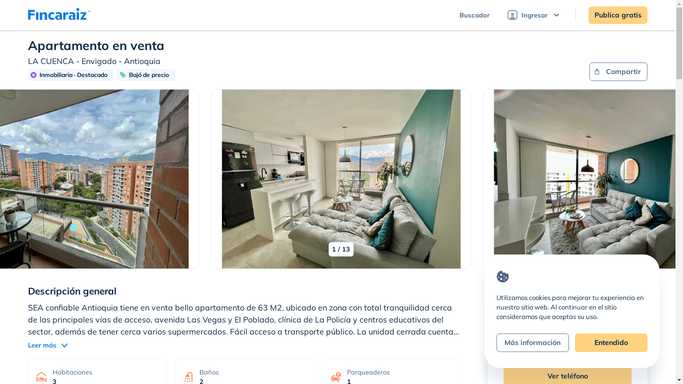 Fincaraiz
Buscador
Ingresar
Publica gratis
Apartamento en venta
LA CUENCA - Envigado - Antioquia
Inmobiliaria · Destacado
Bajó de precio
Compartir
1 / 13
Descripción general
SEA confiable Antioquia tiene en venta bello apartamento de 63 M2, ubicado en zona con total tranquilidad cerca
de las principales vías de acceso, avenida Las Vegas y El Poblado, clínica de La Policía y centros educativos del
sector, además de tener cerca varios supermercados. Fácil acceso a transporte público. La unidad cerrada cuenta...
Leer más
Habitaciones
3
Baños
2
Parqueaderos
1
Utilizamos cookies para mejorar tu experiencia en
nuestro sitio web. Al continuar en el sitio
consideramos que aceptas su uso.
Más información
Entendido
Ver teléfono